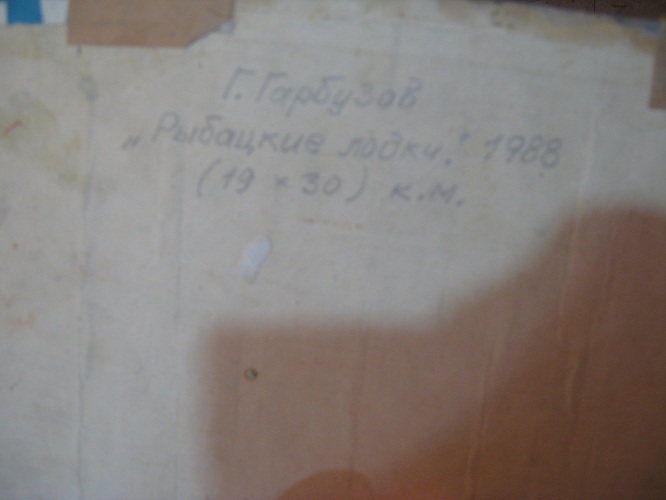 Г. Гарбузов
„Рыбацкие лодки." 1988
(19 × 30) к.м.